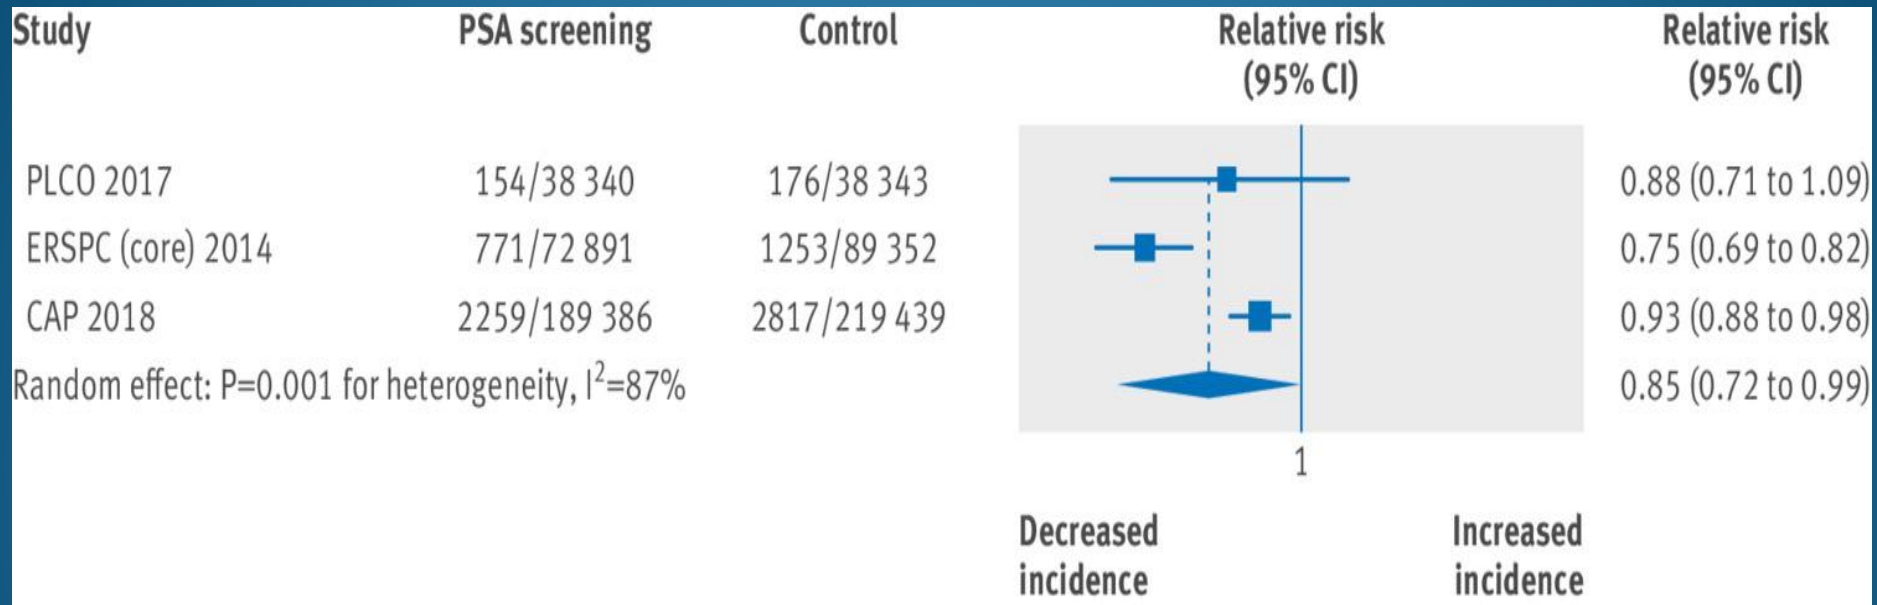 Study PSA screening Control Relative risk Relative risk
(95% CI) (95% CI)
PLCO 2017 154/38 340 176/38 343 0.88 (0.71 to 1.09)
ERSPC (core) 2014 771/72 891 1253/89 352 0.75 (0.69 to 0.82)
CAP 2018 2259/189 386 2817/219 439 0.93 (0.88 to 0.98)
Random effect: P=0.001 for heterogeneity, I²=87% 0.85 (0.72 to 0.99)
1
Decreased Increased
incidence incidence